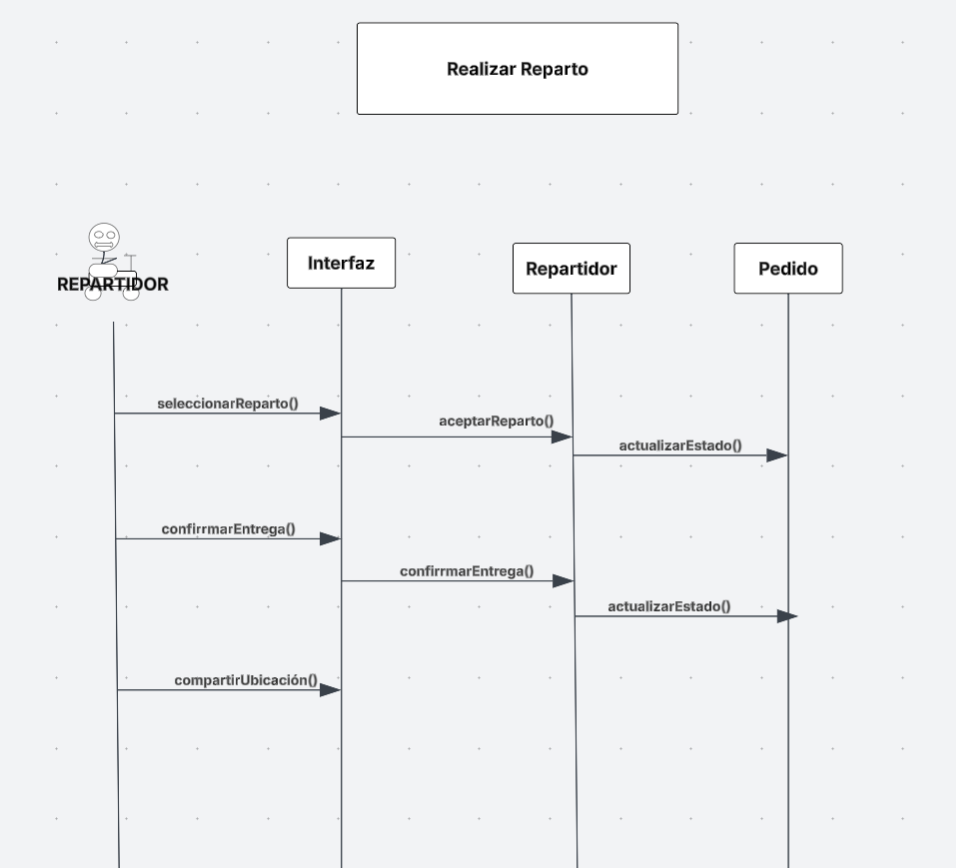 Realizar Reparto
REPARTIDOR
Interfaz
Repartidor
Pedido
seleccionarReparto()
aceptarReparto()
actualizarEstado()
confirrmarEntrega()
confirrmarEntrega()
actualizarEstado()
compartirUbicación()